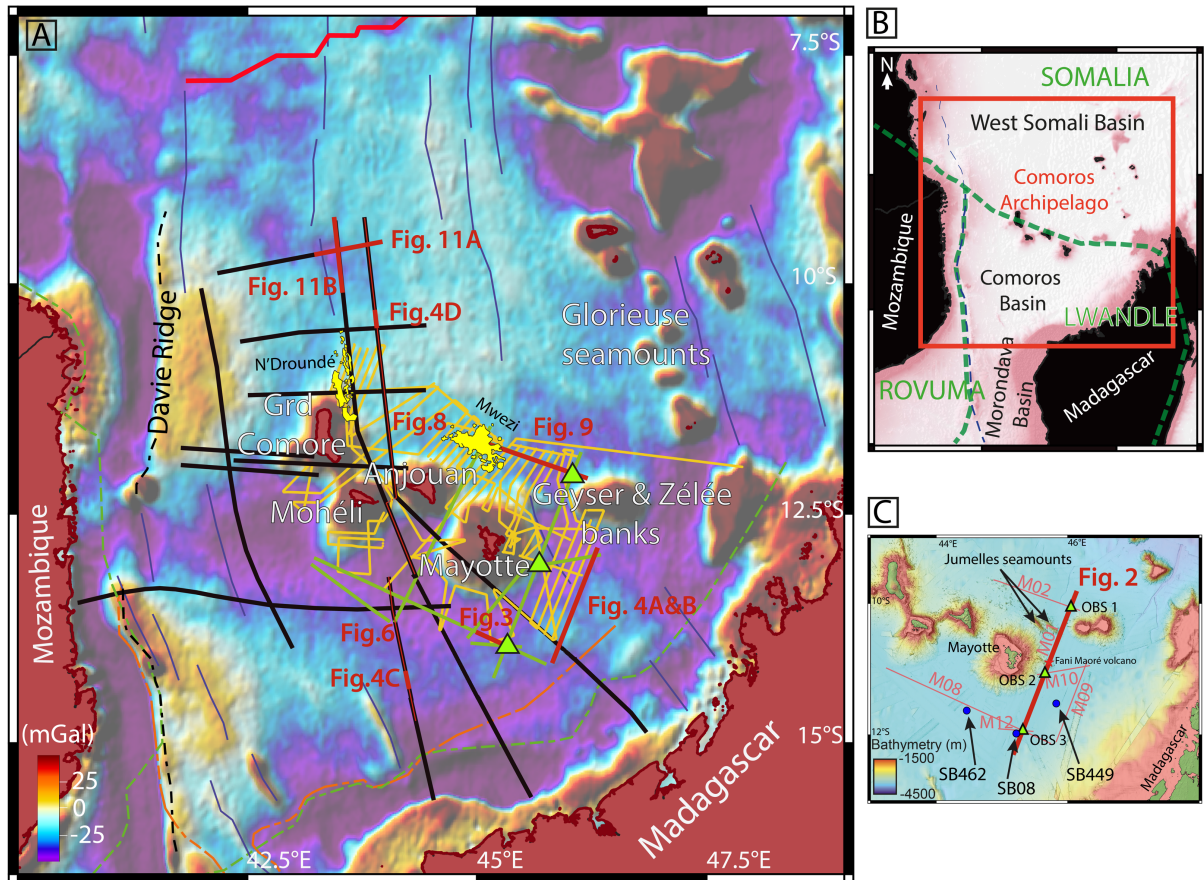 A
7.5°S
Fig. 11A
10°S
Fig. 11B
Fig.4D
Glorieuse
seamounts
Davie Ridge
N'Droundé
Mwezi
Grd
Comore
Fig.8
Fig. 9
Anjouan
Geyser & Zélée
banks
Mohéli
12.5°S
Mozambique
Mayotte
Fig.3
Fig. 4A&B
Fig.6
Fig.4C
(mGal)
25
0
-25
15°S
Madagascar
42.5°E
45°E
47.5°E
B
N
SOMALIA
West Somali Basin
Comoros
Archipelago
Mozambique
Comoros
Basin
LWANDLE
ROVUMA
Morondava
Basin
Madagascar
C
44°E
46°E
Jumelles seamounts
Fig. 2
M02
10°S
OBS 1
M07
Mayotte
Fani Maoré volcano
OBS 2
M10
M08
M09
M12
OBS 3
12°S
Bathymetry (m)
-1500
-4500
SB462
SB08
SB449
Madagascar